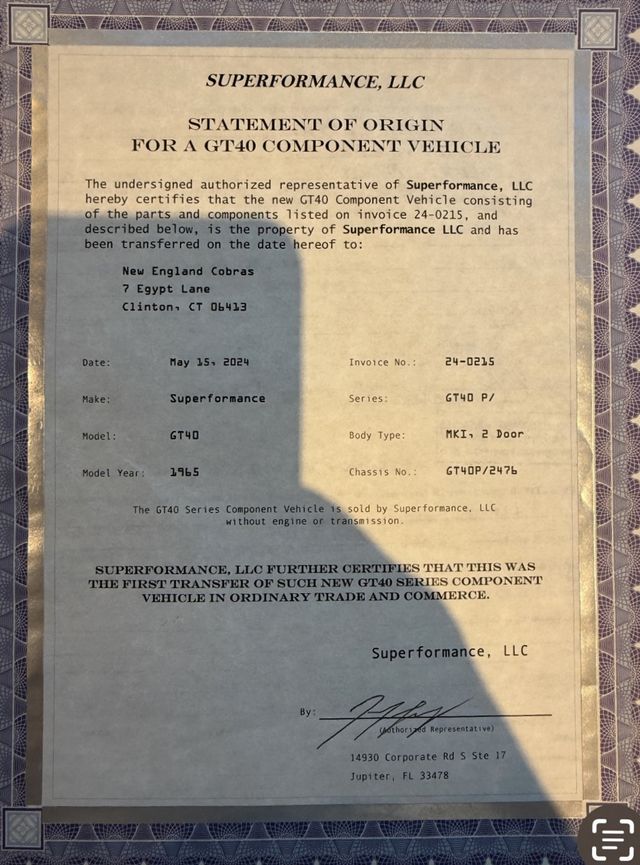 SUPERFORMANCE, LLC
STATEMENT OF ORIGIN
FOR A GT40 COMPONENT VEHICLE
The undersigned authorized representative of Superformance, LLC
hereby certifies that the new GT40 Component Vehicle consisting
of the parts and components listed on invoice 24-0215, and
described below, is the property of Superformance LLC and has
been transferred on the date hereof to:
New England Cobras
7 Egypt Lane
Clinton, CT 06413
Date: May 15, 2024 Invoice No.: 24-0215
Make: Superformance Series: GT40 P/
Model: GT40 Body Type: MKI, 2 Door
Model Year: 1965 Chassis No.: GT40P/2476
The GT40 Series Component Vehicle is sold by Superformance, LLC
without engine or transmission.
SUPERFORMANCE, LLC FURTHER CERTIFIES THAT THIS WAS
THE FIRST TRANSFER OF SUCH NEW GT40 SERIES COMPONENT
VEHICLE IN ORDINARY TRADE AND COMMERCE.
Superformance, LLC
By:
(Authorized Representative)
14930 Corporate Rd S Ste 17
Jupiter, FL 33478